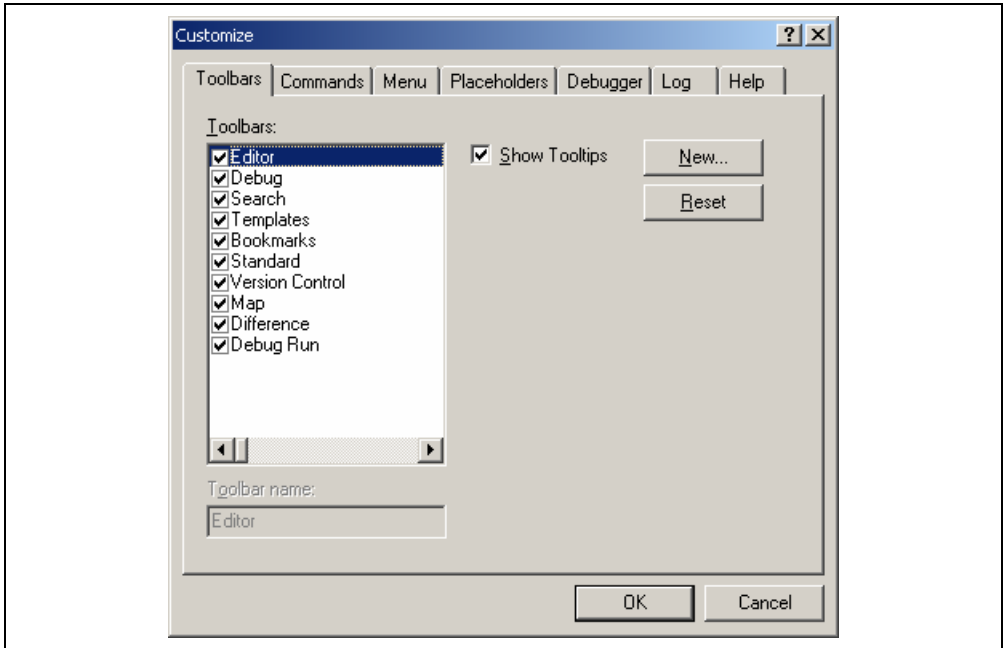 Customize
Toolbars Commands Menu Placeholders Debugger Log Help
Toolbars:
Editor
Debug
Search
Templates
Bookmarks
Standard
Version Control
Map
Difference
Debug Run
Show Tooltips
New...
Reset
Toolbar name:
Editor
OK Cancel